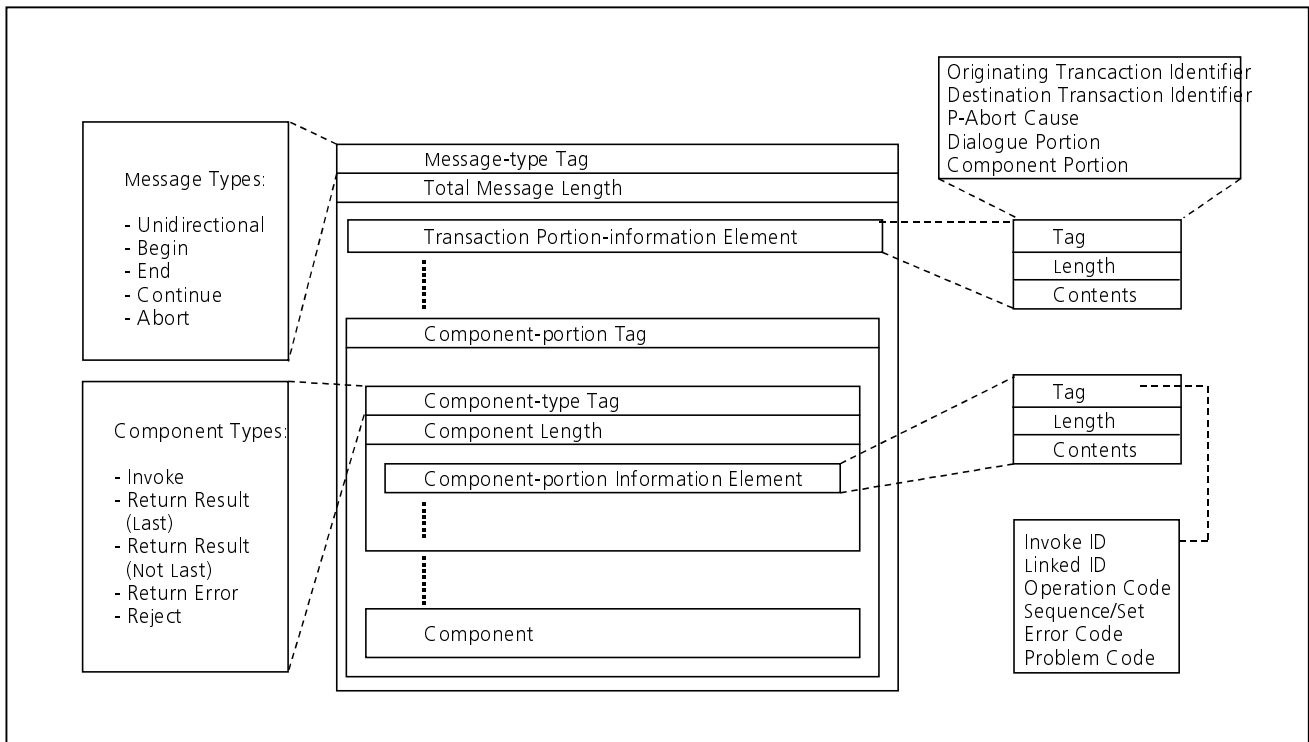 Message Types:
- Unidirectional
- Begin
- End
- Continue
- Abort
Component Types:
- Invoke
- Return Result
(Last)
- Return Result
(Not Last)
- Return Error
- Reject
Message-type Tag
Total Message Length
Transaction Portion-information Element
Component-portion Tag
Component-type Tag
Component Length
Component-portion Information Element
Component
Originating Trancaction Identifier
Destination Transaction Identifier
P-Abort Cause
Dialogue Portion
Component Portion
Tag
Length
Contents
Tag
Length
Contents
Invoke ID
Linked ID
Operation Code
Sequence/Set
Error Code
Problem Code